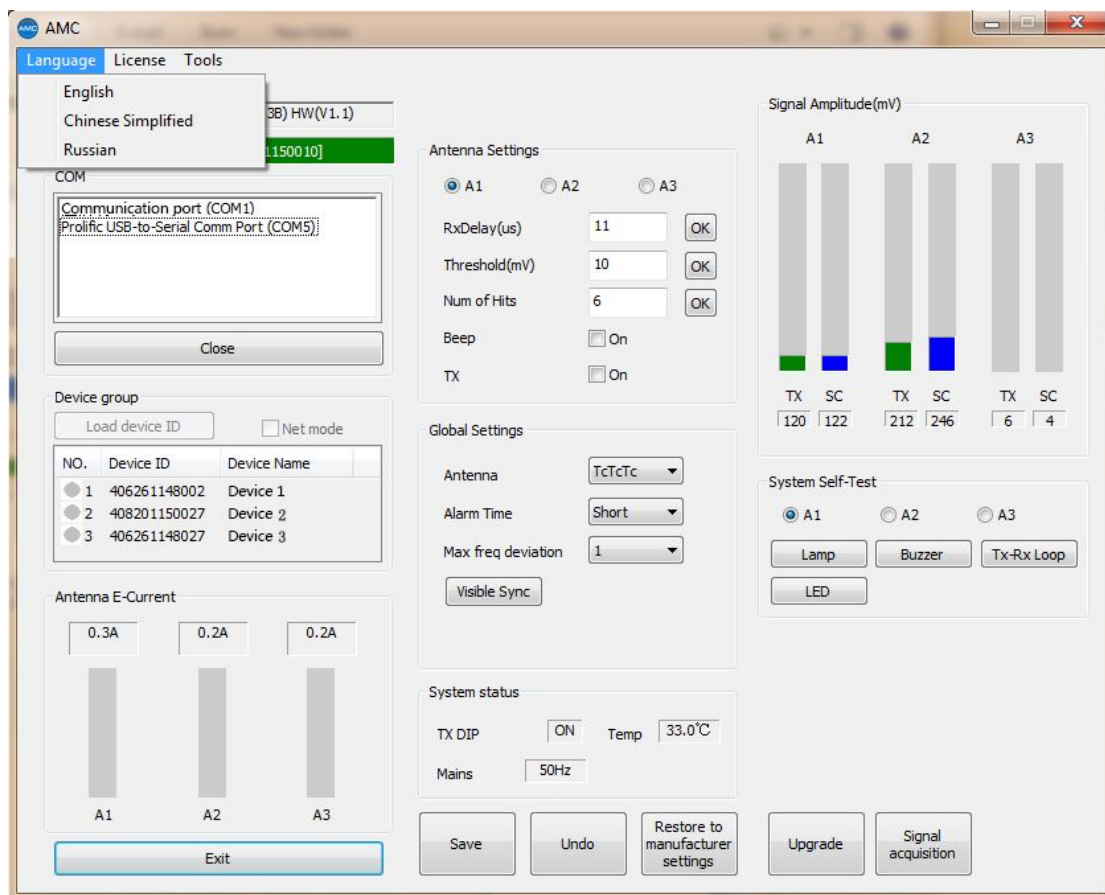 AMC
Language License Tools
English
Chinese Simplified
Russian
3B) HW(V1.1)
1150010]
COM
Communication port (COM1)
Prolific USB-to-Serial Comm Port (COM5)
Close
Device group
Load device ID Net mode
NO. Device ID Device Name
1 406261148002 Device 1
2 408201150027 Device 2
3 406261148027 Device 3
Antenna E-Current
0.3A 0.2A 0.2A
A1 A2 A3
Exit
Antenna Settings
A1 A2 A3
RxDelay(us) 11 OK
Threshold(mV) 10 OK
Num of Hits 6 OK
Beep On
TX On
Global Settings
Antenna TcTcTc
Alarm Time Short
Max freq deviation 1
Visible Sync
System status
TX DIP ON Temp 33.0℃
Mains 50Hz
Save Undo Restore to
manufacturer
settings
Signal Amplitude(mV)
A1 A2 A3
TX SC TX SC TX SC
120 122 212 246 6 4
System Self-Test
A1 A2 A3
Lamp Buzzer Tx-Rx Loop
LED
Upgrade Signal
acquisition